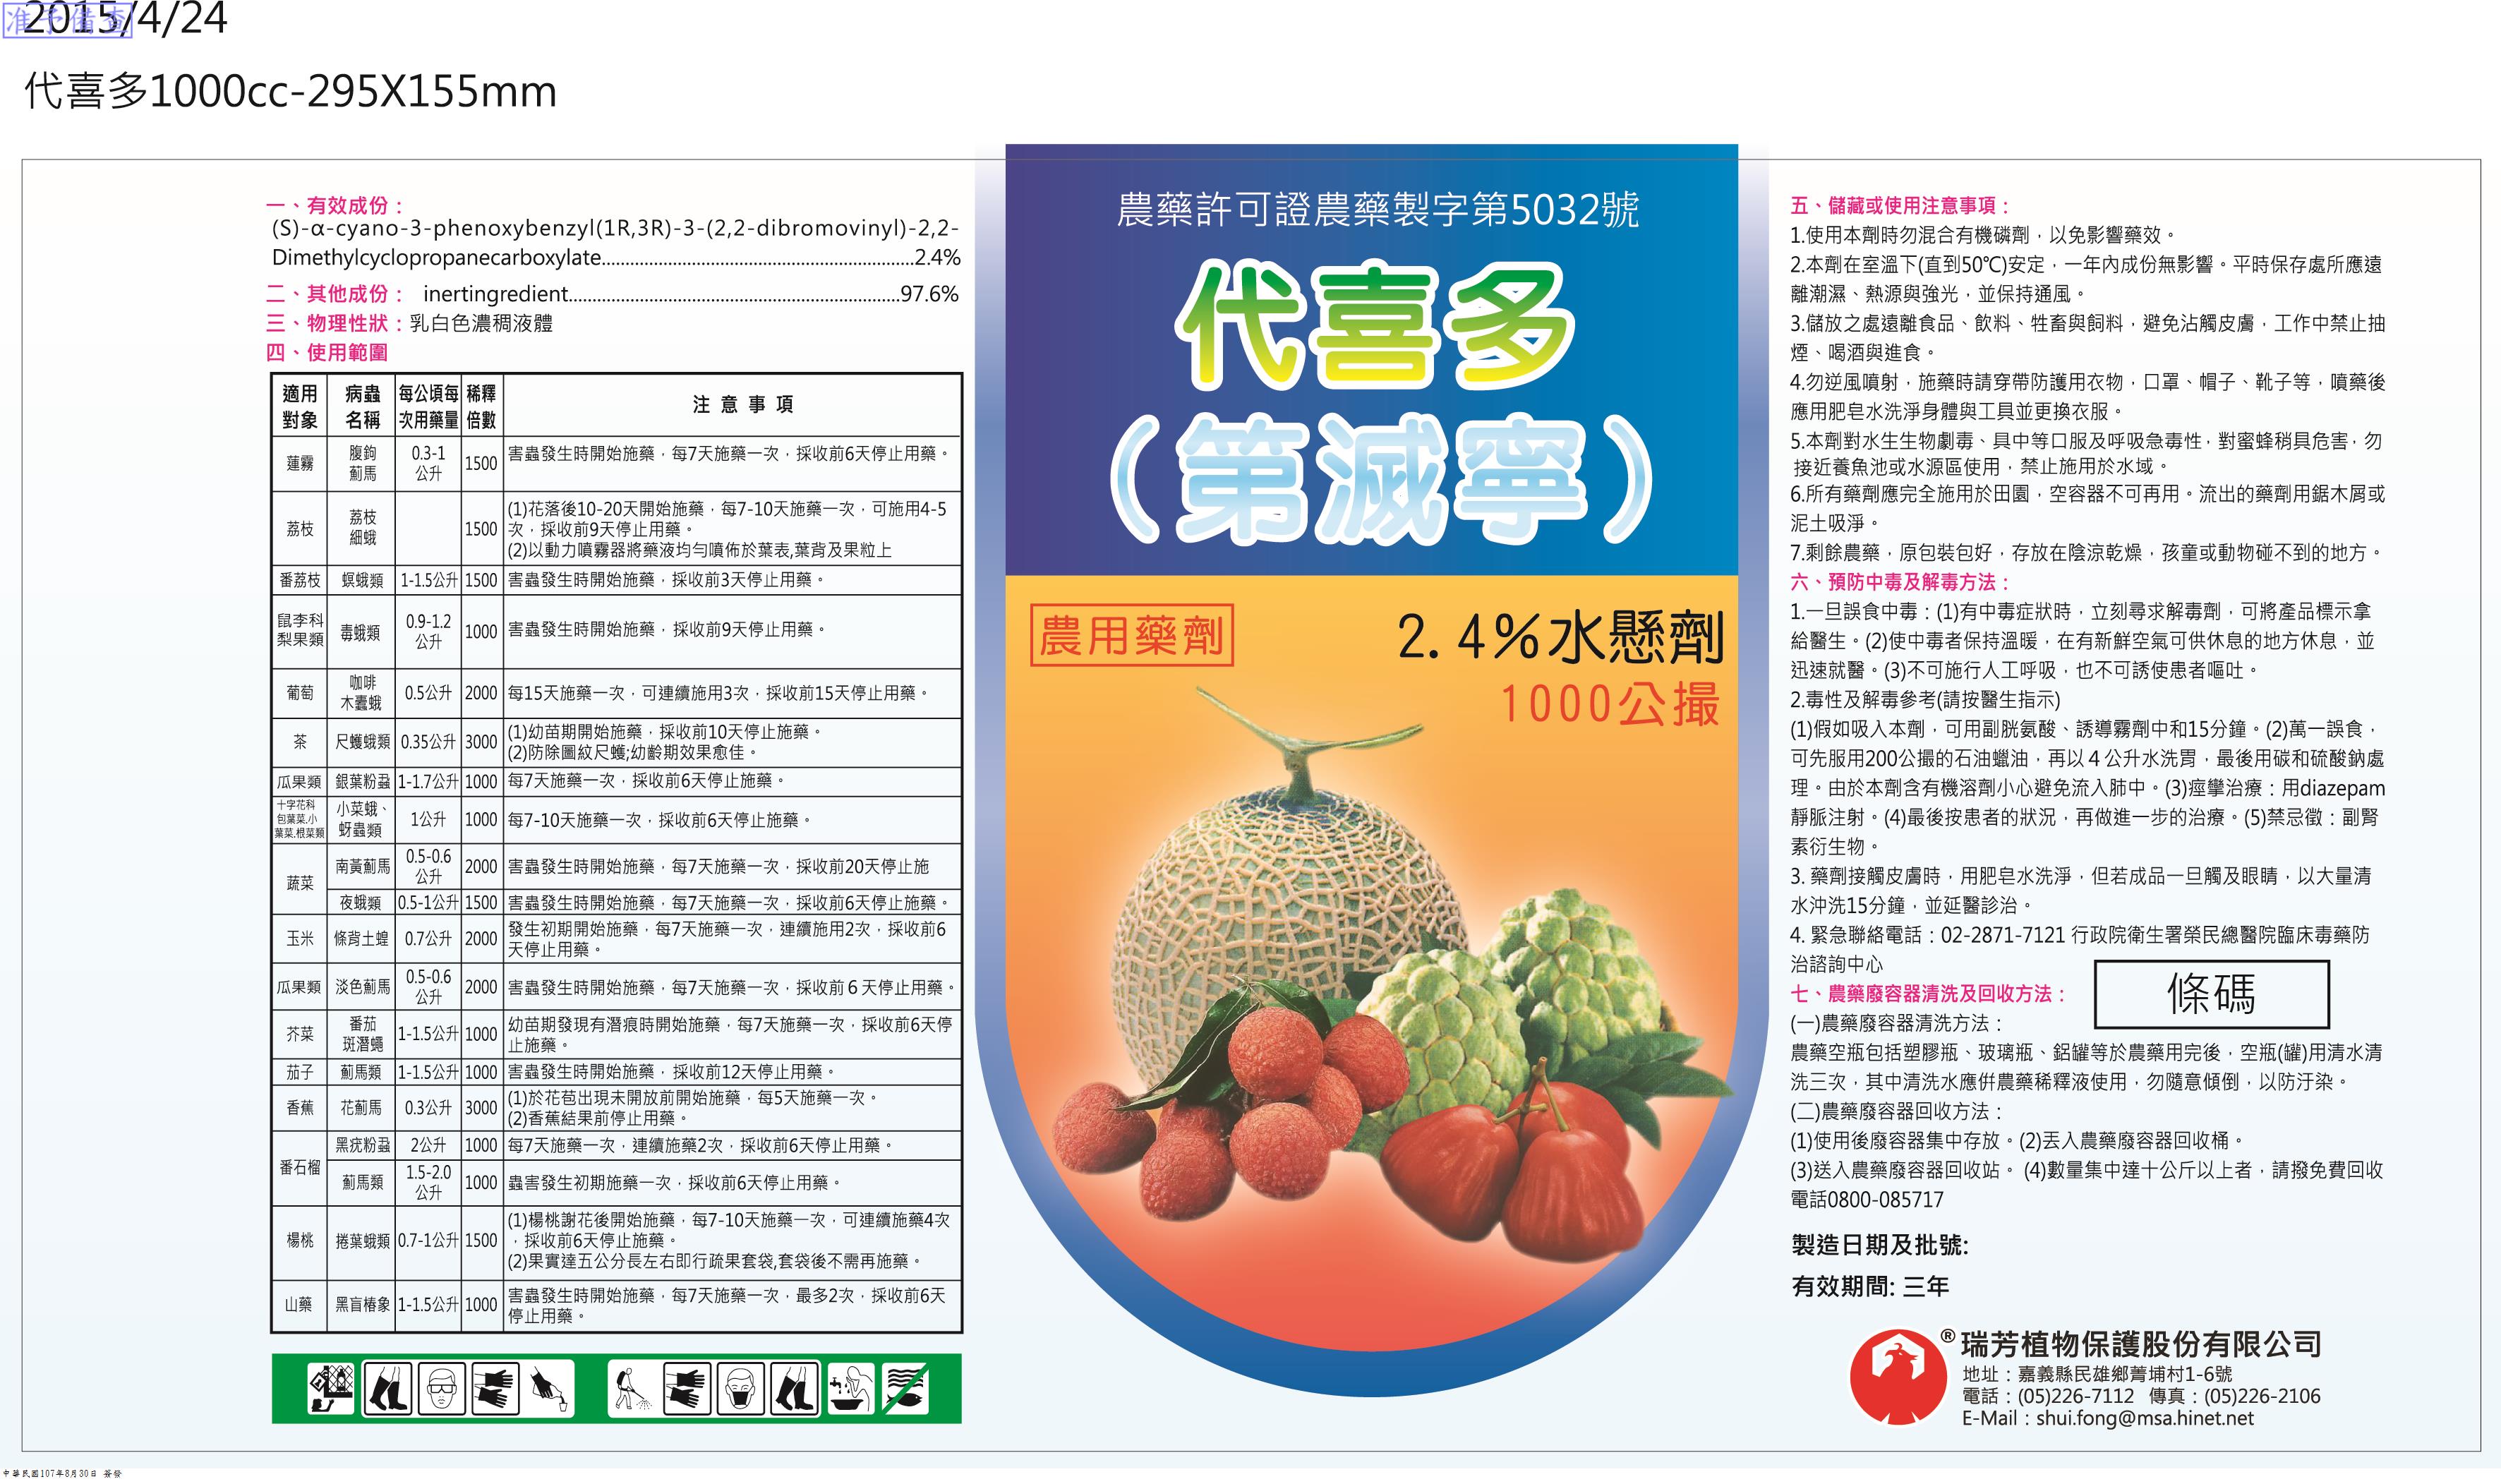 准予備查
2015/4/24
代喜多1000cc-295X155mm
一、有效成份：
(S)-α-cyano-3-phenoxybenzyl(1R,3R)-3-(2,2-dibromovinyl)-2,2-
Dimethylcyclopropanecarboxylate................................................................2.4%
二、其他成份： inertingredient....................................................................97.6%
三、物理性狀：乳白色濃稠液體
四、使用範圍
適用對象 病蟲名稱 每公頃每次用藥量 稀釋倍數 注意事項
蓮霧 腹鉤薊馬 0.3-1公升 1500 害蟲發生時開始施藥，每7天施藥一次，採收前6天停止用藥。
荔枝 荔枝細蛾 1500 (1)花落後10-20天開始施藥，每7-10天施藥一次，可施用4-5
次，採收前9天停止用藥。
(2)以動力噴霧器將藥液均勻噴佈於葉表,葉背及果粒上
番荔枝 螟蛾類 1-1.5公升 1500 害蟲發生時開始施藥，採收前3天停止用藥。
鼠李科梨果類 毒蛾類 0.9-1.2公升 1000 害蟲發生時開始施藥，採收前9天停止用藥。
葡萄 咖啡木蠹蛾 0.5公升 2000 每15天施藥一次，可連續施用3次，採收前15天停止用藥。
茶 尺蠖蛾類 0.35公升 3000 (1)幼苗期開始施藥，採收前10天停止施藥。
(2)防除圖紋尺蠖;幼齡期效果愈佳。
瓜果類 銀葉粉蝨 1-1.7公升 1000 每7天施藥一次，採收前6天停止施藥。
十字花科包葉菜,小葉菜,根菜類 小菜蛾、蚜蟲類 1公升 1000 每7-10天施藥一次，採收前6天停止施藥。
蔬菜 南黃薊馬 0.5-0.6公升 2000 害蟲發生時開始施藥，每7天施藥一次，採收前20天停止施
夜蛾類 0.5-1公升 1500 害蟲發生時開始施藥，每7天施藥一次，採收前6天停止施藥。
玉米 條背土蝗 0.7公升 2000 發生初期開始施藥，每7天施藥一次，連續施用2次，採收前6
天停止用藥。
瓜果類 淡色薊馬 0.5-0.6公升 2000 害蟲發生時開始施藥，每7天施藥一次，採收前６天停止用藥。
芥菜 番茄斑潛蠅 1-1.5公升 1000 幼苗期發現有潛痕時開始施藥，每7天施藥一次，採收前6天停
止施藥。
茄子 薊馬類 1-1.5公升 1000 害蟲發生時開始施藥，採收前12天停止用藥。
香蕉 花薊馬 0.3公升 3000 (1)於花苞出現未開放前開始施藥，每5天施藥一次。
(2)香蕉結果前停止用藥。
番石榴 黑疣粉蝨 2公升 1000 每7天施藥一次，連續施藥2次，採收前6天停止用藥。
薊馬類 1.5-2.0公升 1000 蟲害發生初期施藥一次，採收前6天停止用藥。
楊桃 捲葉蛾類 0.7-1公升 1500 (1)楊桃謝花後開始施藥，每7-10天施藥一次，可連續施藥4次
，採收前6天停止施藥。
(2)果實達五公分長左右即行疏果套袋,套袋後不需再施藥。
山藥 黑盲椿象 1-1.5公升 1000 害蟲發生時開始施藥，每7天施藥一次，最多2次，採收前6天
停止用藥。
農藥許可證農藥製字第5032號
代喜多
（第滅寧）
農用藥劑
2.4%水懸劑
1000公撮
五、儲藏或使用注意事項：
1.使用本劑時勿混合有機磷劑，以免影響藥效。
2.本劑在室溫下(直到50℃)安定，一年內成份無影響。平時保存處所應遠
離潮濕、熱源與強光，並保持通風。
3.儲放之處遠離食品、飲料、牲畜與飼料，避免沾觸皮膚，工作中禁止抽
煙、喝酒與進食。
4.勿逆風噴射，施藥時請穿帶防護用衣物，口罩、帽子、靴子等，噴藥後
應用肥皂水洗淨身體與工具並更換衣服。
5.本劑對水生生物劇毒、具中等口服及呼吸急毒性，對蜜蜂稍具危害，勿
接近養魚池或水源區使用，禁止施用於水域。
6.所有藥劑應完全施用於田園，空容器不可再用。流出的藥劑用鋸木屑或
泥土吸淨。
7.剩餘農藥，原包裝包好，存放在陰涼乾燥，孩童或動物碰不到的地方。
六、預防中毒及解毒方法：
1.一旦誤食中毒：(1)有中毒症狀時，立刻尋求解毒劑，可將產品標示拿
給醫生。(2)使中毒者保持溫暖，在有新鮮空氣可供休息的地方休息，並
迅速就醫。(3)不可施行人工呼吸，也不可誘使患者嘔吐。
2.毒性及解毒參考(請按醫生指示)
(1)假如吸入本劑，可用副胱氨酸、誘導霧劑中和15分鐘。(2)萬一誤食，
可先服用200公撮的石油蠟油，再以４公升水洗胃，最後用碳和硫酸鈉處
理。由於本劑含有機溶劑小心避免流入肺中。(3)痙攣治療：用diazepam
靜脈注射。(4)最後按患者的狀況，再做進一步的治療。(5)禁忌徵：副腎
素衍生物。
3. 藥劑接觸皮膚時，用肥皂水洗淨，但若成品一旦觸及眼睛，以大量清
水沖洗15分鐘，並延醫診治。
4. 緊急聯絡電話：02-2871-7121 行政院衛生署榮民總醫院臨床毒藥防
治諮詢中心
條碼
七、農藥廢容器清洗及回收方法：
(一)農藥廢容器清洗方法：
農藥空瓶包括塑膠瓶、玻璃瓶、鋁罐等於農藥用完後，空瓶(罐)用清水清
洗三次，其中清洗水應倂農藥稀釋液使用，勿隨意傾倒，以防汙染。
(二)農藥廢容器回收方法：
(1)使用後廢容器集中存放。(2)丟入農藥廢容器回收桶。
(3)送入農藥廢容器回收站。 (4)數量集中達十公斤以上者，請撥免費回收
電話0800-085717
製造日期及批號:
有效期間: 三年
® 瑞芳植物保護股份有限公司
地址：嘉義縣民雄鄉菁埔村1-6號
電話：(05)226-7112 傳真：(05)226-2106
E-Mail：shui.fong@msa.hinet.net
中華民國107年8月30日 簽發